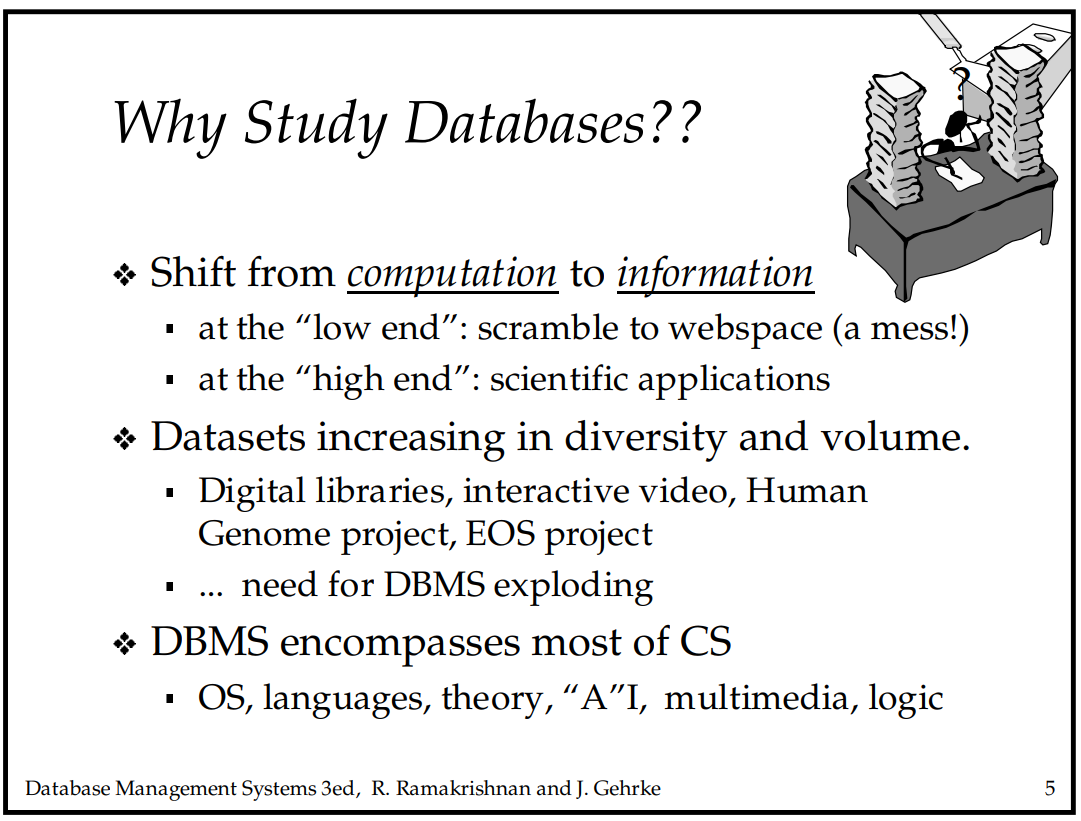 ?
Why Study Databases??
❖ Shift from computation to information
▪ at the “low end”: scramble to webspace (a mess!)
▪ at the “high end”: scientific applications
❖ Datasets increasing in diversity and volume.
▪ Digital libraries, interactive video, Human
Genome project, EOS project
▪ ... need for DBMS exploding
❖ DBMS encompasses most of CS
▪ OS, languages, theory, “A”I, multimedia, logic
Database Management Systems 3ed, R. Ramakrishnan and J. Gehrke 5